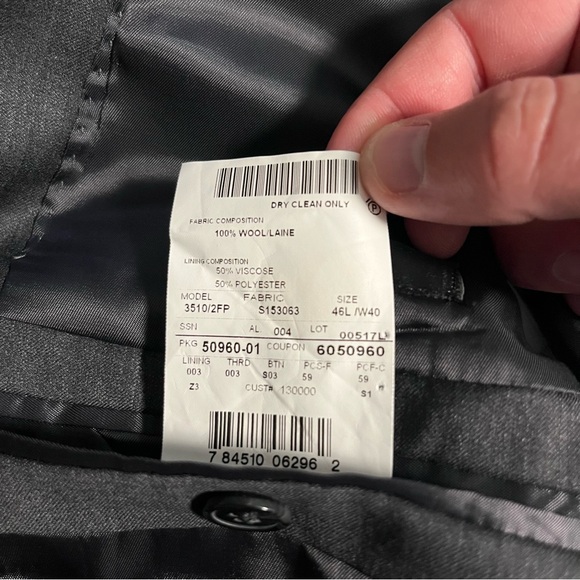 DRY CLEAN ONLY
P
FABRIC COMPOSITION
100% WOOL/LAINE
LINING COMPOSITION
50% VISCOSE
50% POLYESTER
MODEL FABRIC SIZE
3510/2FP S153063 46L /W40
SSN AL 004 LOT 00517L
PKG 50960-01 COUPON 6050960
LINING THRD BTN PCS-F PCF-C
003 003 S03 59 59
Z3 CUST# 130000 S1
7 84510 06296 2